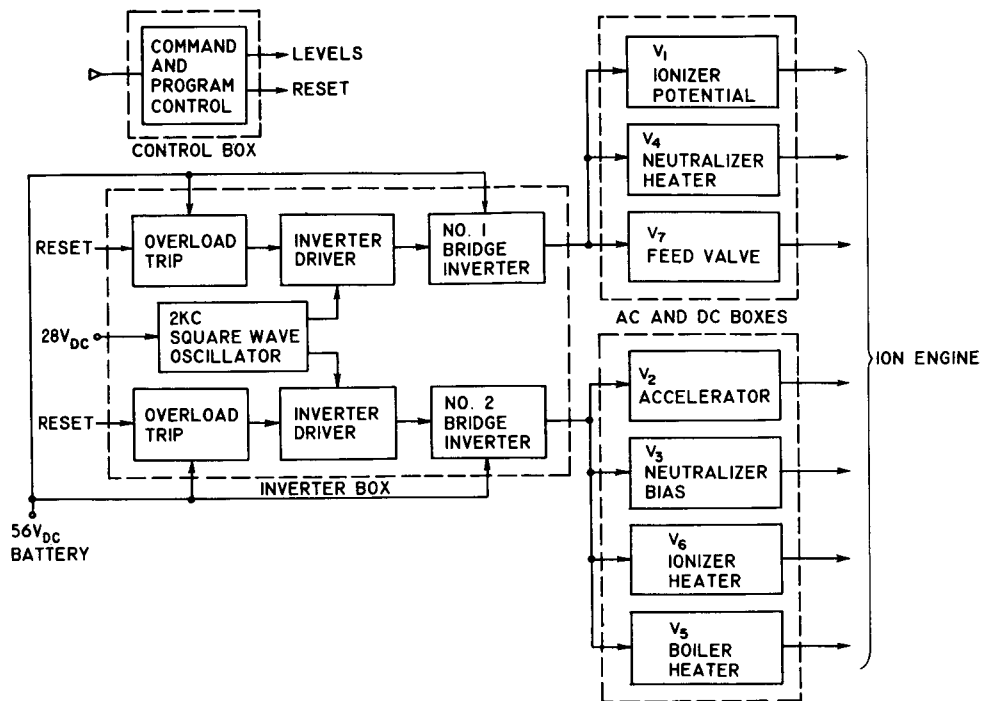 COMMAND
AND
PROGRAM
CONTROL
LEVELS
RESET
CONTROL BOX
RESET
OVERLOAD
TRIP
INVERTER
DRIVER
NO. 1
BRIDGE
INVERTER
28VDC
2KC
SQUARE WAVE
OSCILLATOR
RESET
OVERLOAD
TRIP
INVERTER
DRIVER
NO. 2
BRIDGE
INVERTER
INVERTER BOX
56VDC
BATTERY
V1
IONIZER
POTENTIAL
V4
NEUTRALIZER
HEATER
V7
FEED VALVE
AC AND DC BOXES
V2
ACCELERATOR
V3
NEUTRALIZER
BIAS
V6
IONIZER
HEATER
V5
BOILER
HEATER
ION ENGINE